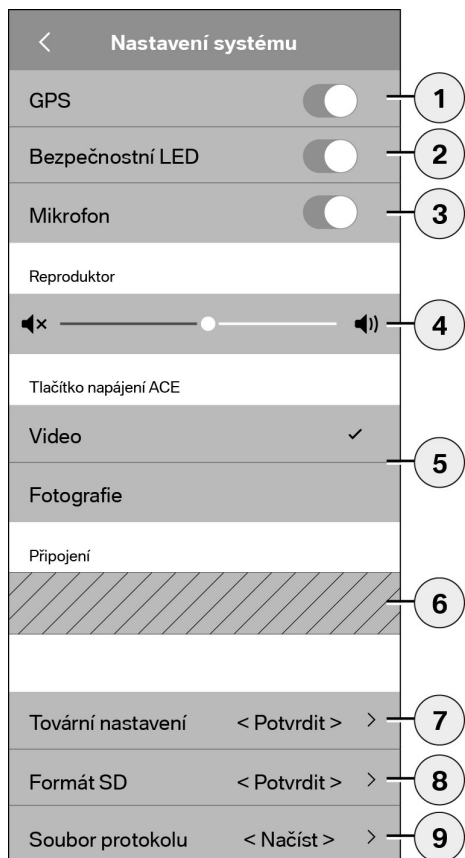 Nastavení systému
GPS 1
Bezpečnostní LED 2
Mikrofon 3
Reproduktor
4
Tlačítko napájení ACE
Video
5
Fotografie
Připojení
6
Tovární nastavení < Potvrdit > 7
Formát SD < Potvrdit > 8
Soubor protokolu < Načíst > 9